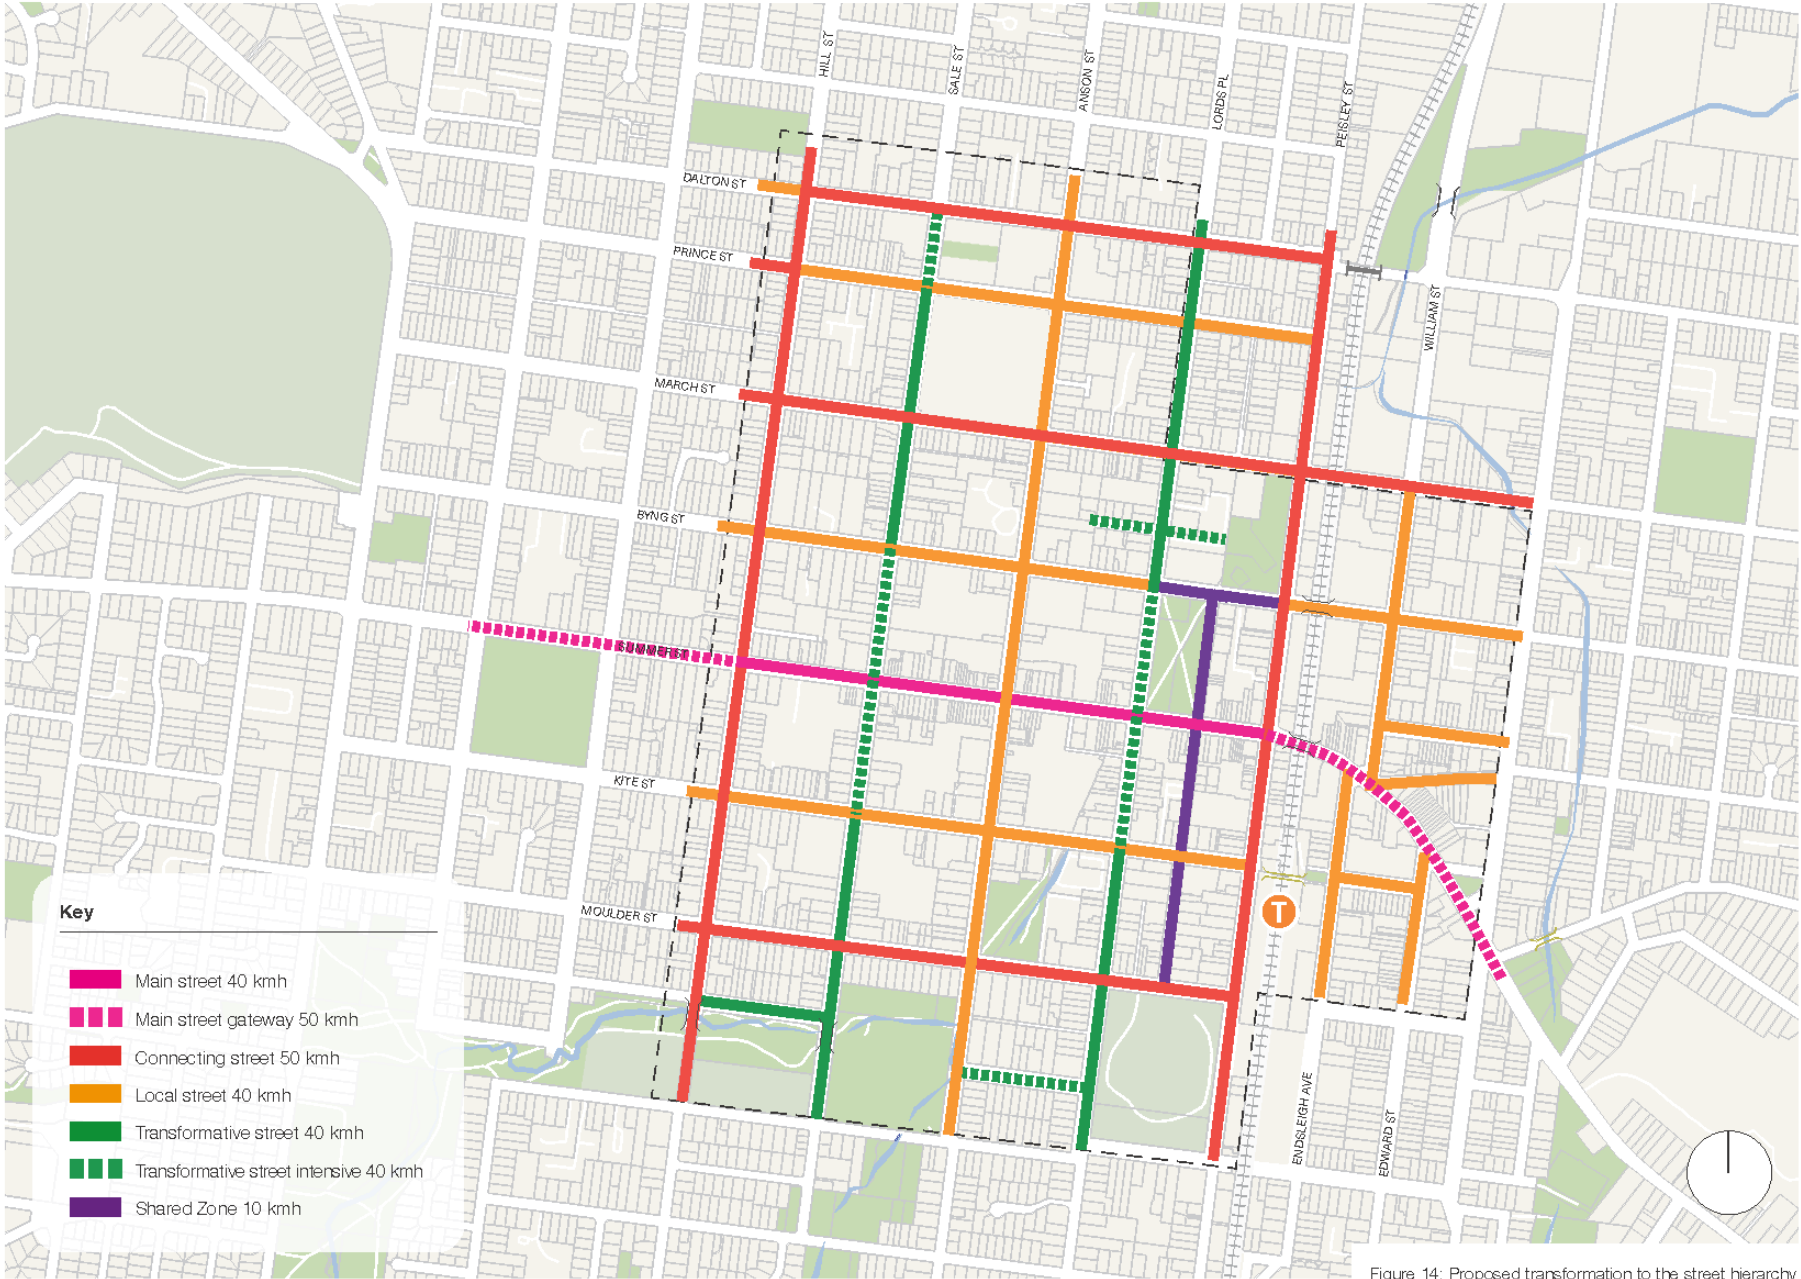 HILL ST
SALE ST
ANSON ST
LORDS PL
PEISLEY ST
DALTON ST
PRINCE ST
WILLIAM ST
MARCH ST
BYNG ST
SUMMER ST
KITE ST
MOULDER ST
T
ENDSLEIGH AVE
EDWARD ST
Key
Main street 40 kmh
Main street gateway 50 kmh
Connecting street 50 kmh
Local street 40 kmh
Transformative street 40 kmh
Transformative street intensive 40 kmh
Shared Zone 10 kmh
Figure 14: Proposed transformation to the street hierarchy